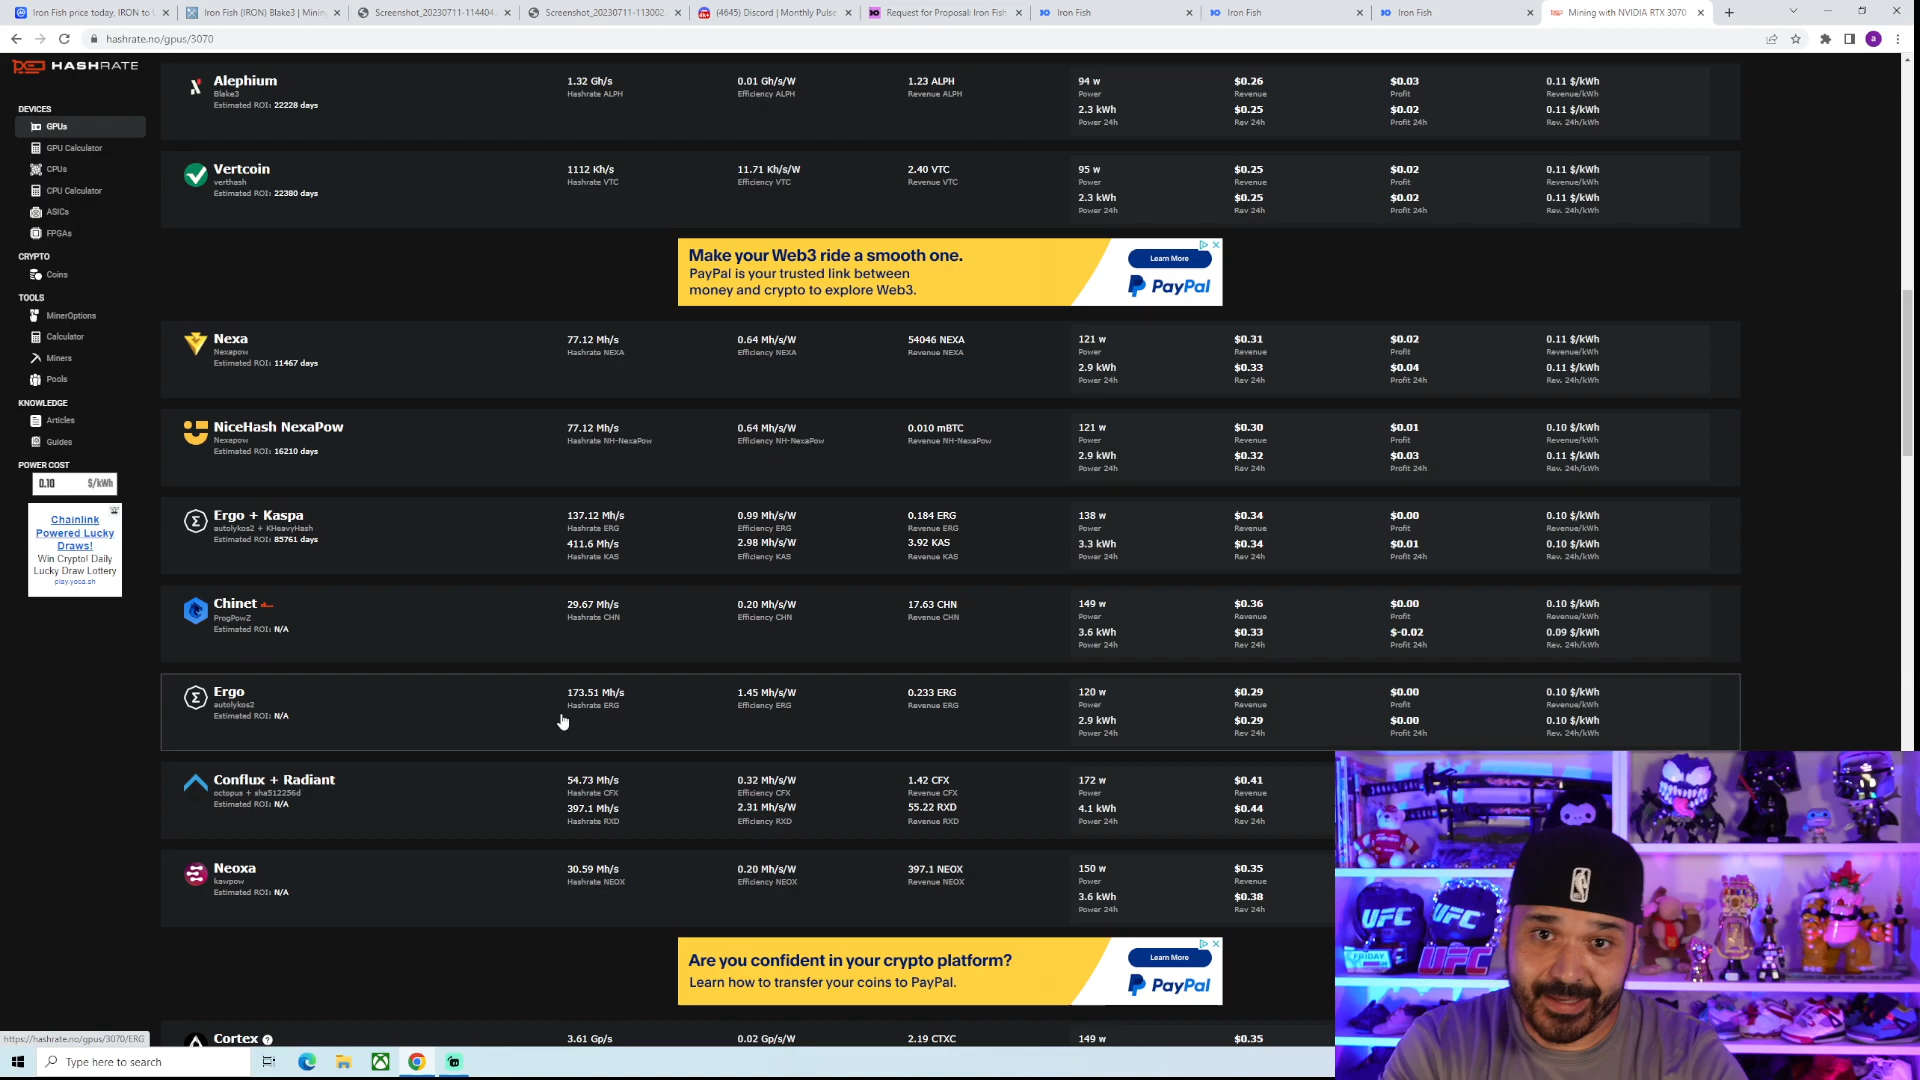 Iron Fish price today, IRON to U
Iron Fish (IRON) Blake3 | Minin
Screenshot_20230711-114404.
Screenshot_20230711-113002.
(4645) Discord | Monthly Pulse
Request for Proposal: Iron Fish
Iron Fish
Iron Fish
Iron Fish
Mining with NVIDIA RTX 3070
hashrate.no/gpus/3070
a
HASHRATE
DEVICES
GPUs
GPU Calculator
CPUs
CPU Calculator
ASICs
FPGAs
CRYPTO
Coins
TOOLS
MinerOptions
Calculator
Miners
Pools
KNOWLEDGE
Articles
Guides
POWER COST
0.10 $/kWh
Chainlink
Powered Lucky
Draws!
Win Crypto! Daily
Lucky Draw Lottery
play.yoca.sh
Alephium 1.32 Gh/s 0.01 Gh/s/W 1.23 ALPH 94 w $0.26 $0.03 0.11 $/kWh
Blake3 Hashrate ALPH Efficiency ALPH Revenue ALPH Power Revenue Profit Revenue/kWh
Estimated ROI: 22228 days 2.3 kWh $0.25 $0.02 0.11 $/kWh
Power 24h Rev 24h Profit 24h Rev. 24h/kWh
Vertcoin 1112 Kh/s 11.71 Kh/s/W 2.40 VTC 95 w $0.25 $0.02 0.11 $/kWh
verthash Hashrate VTC Efficiency VTC Revenue VTC Power Revenue Profit Revenue/kWh
Estimated ROI: 22380 days 2.3 kWh $0.25 $0.02 0.11 $/kWh
Power 24h Rev 24h Profit 24h Rev. 24h/kWh
Make your Web3 ride a smooth one.
PayPal is your trusted link between
money and crypto to explore Web3.
Learn More
PayPal
Nexa 77.12 Mh/s 0.64 Mh/s/W 54046 NEXA 121 w $0.31 $0.02 0.11 $/kWh
Nexapow Hashrate NEXA Efficiency NEXA Revenue NEXA Power Revenue Profit Revenue/kWh
Estimated ROI: 11467 days 2.9 kWh $0.33 $0.04 0.11 $/kWh
Power 24h Rev 24h Profit 24h Rev. 24h/kWh
NiceHash NexaPow 77.12 Mh/s 0.64 Mh/s/W 0.010 mBTC 121 w $0.30 $0.01 0.10 $/kWh
Nexapow Hashrate NH-NexaPow Efficiency NH-NexaPow Revenue NH-NexaPow Power Revenue Profit Revenue/kWh
Estimated ROI: 16210 days 2.9 kWh $0.32 $0.03 0.11 $/kWh
Power 24h Rev 24h Profit 24h Rev. 24h/kWh
Ergo + Kaspa 137.12 Mh/s 0.99 Mh/s/W 0.184 ERG 138 w $0.34 $0.00 0.10 $/kWh
autolykos2 + KHeavyHash Hashrate ERG Efficiency ERG Revenue ERG Power Revenue Profit Revenue/kWh
Estimated ROI: 85761 days 411.6 Mh/s 2.98 Mh/s/W 3.92 KAS 3.3 kWh $0.34 $0.01 0.10 $/kWh
Hashrate KAS Efficiency KAS Revenue KAS Power 24h Rev 24h Profit 24h Rev. 24h/kWh
Chinet 29.67 Mh/s 0.20 Mh/s/W 17.63 CHN 149 w $0.36 $0.00 0.10 $/kWh
ProgPowZ Hashrate CHN Efficiency CHN Revenue CHN Power Revenue Profit Revenue/kWh
Estimated ROI: N/A 3.6 kWh $0.33 $-0.02 0.09 $/kWh
Power 24h Rev 24h Profit 24h Rev. 24h/kWh
Ergo 173.51 Mh/s 1.45 Mh/s/W 0.233 ERG 120 w $0.29 $0.00 0.10 $/kWh
autolykos2 Hashrate ERG Efficiency ERG Revenue ERG Power Revenue Profit Revenue/kWh
Estimated ROI: N/A 2.9 kWh $0.29 $0.00 0.10 $/kWh
Power 24h Rev 24h Profit 24h Rev. 24h/kWh
Conflux + Radiant 54.73 Mh/s 0.32 Mh/s/W 1.42 CFX 172 w $0.41
octopus + sha512256d Hashrate CFX Efficiency CFX Revenue CFX Power Revenue
Estimated ROI: N/A 397.1 Mh/s 2.31 Mh/s/W 55.22 RXD 4.1 kWh $0.44
Hashrate RXD Efficiency RXD Revenue RXD Power 24h Rev 24h
Neoxa 30.59 Mh/s 0.20 Mh/s/W 397.1 NEOX 150 w $0.35
kawpow Hashrate NEOX Efficiency NEOX Revenue NEOX Power Revenue
Estimated ROI: N/A 3.6 kWh $0.38
Power 24h Rev 24h
Are you confident in your crypto platform?
Learn how to transfer your coins to PayPal.
Learn More
PayPal
Cortex 3.61 Gp/s 0.02 Gp/s/W 2.19 CTXC 149 w $0.35
https://hashrate.no/gpus/3070/ERG
Type here to search
UFC
UFC
FRIDAY
UFC